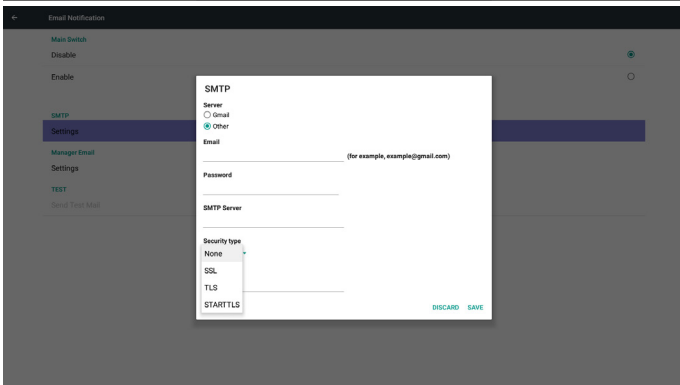 Email Notification
Main Switch
Disable
Enable
SMTP
Settings
Manager Email
Settings
TEST
Send Test Mail
SMTP
Server
Gmail
Other
Email
(for example, example@gmail.com)
Password
SMTP Server
Security type
None
SSL
TLS
STARTTLS
DISCARD SAVE